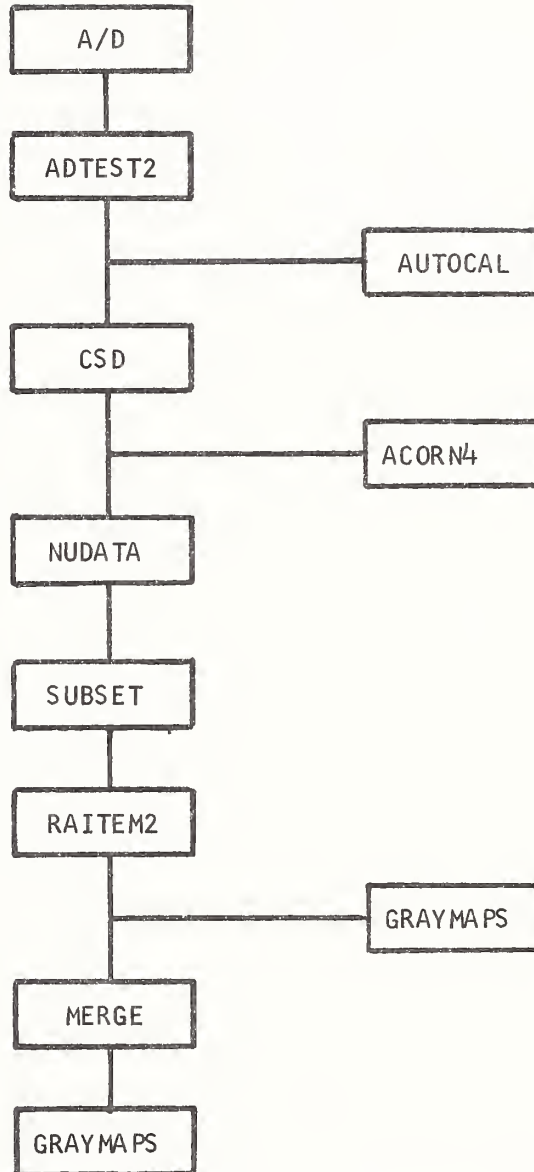 A/D
ADTEST2
AUTOCAL
CSD
ACORN4
NUDATA
SUBSET
RAITEM2
GRAYMAPS
MERGE
GRAYMAPS